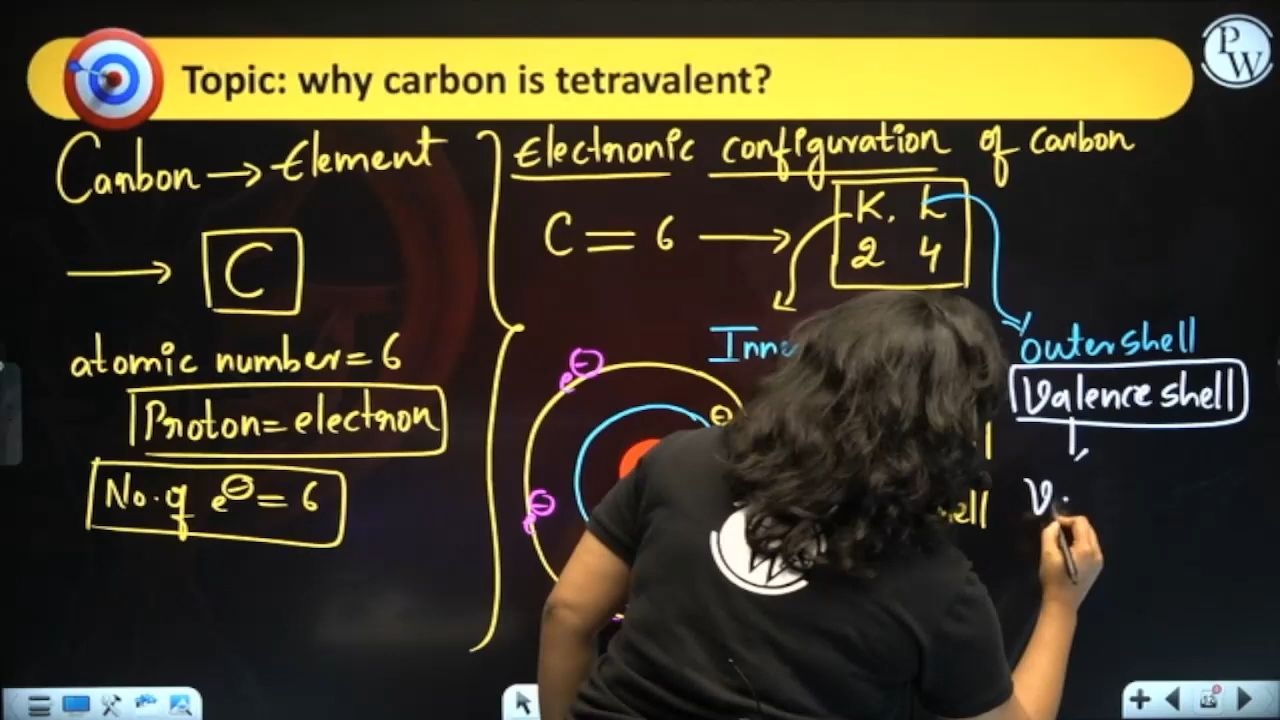 Topic: why carbon is tetravalent?
PW
Carbon → Element
→ C
atomic number = 6
Proton = electron
No. of e⊖ = 6
Electronic configuration of carbon
C = 6 → K, L
2 4
Outershell
Valence shell
V.